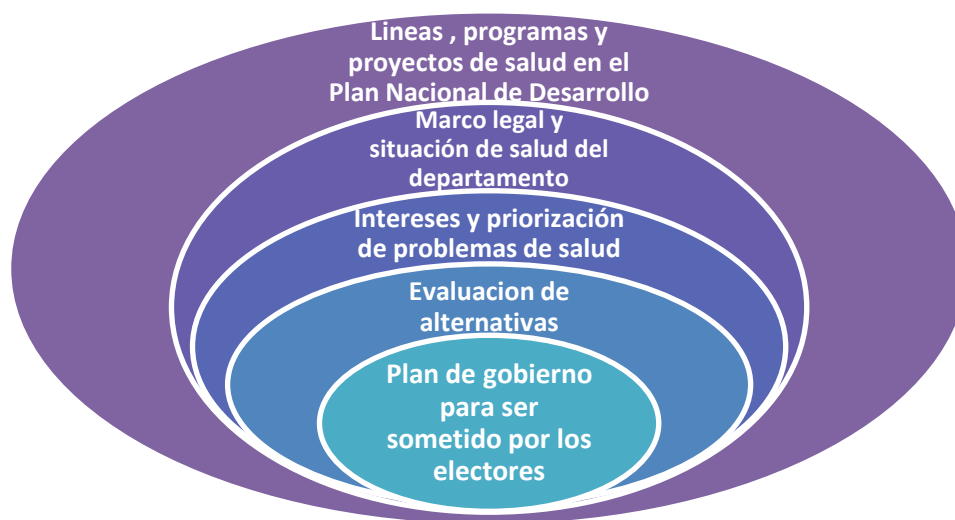 Lineas , programas y
proyectos de salud en el
Plan Nacional de Desarrollo
Marco legal y
situación de salud del
departamento
Intereses y priorización
de problemas de salud
Evaluacion de
alternativas
Plan de gobierno
para ser
sometido por los
electores